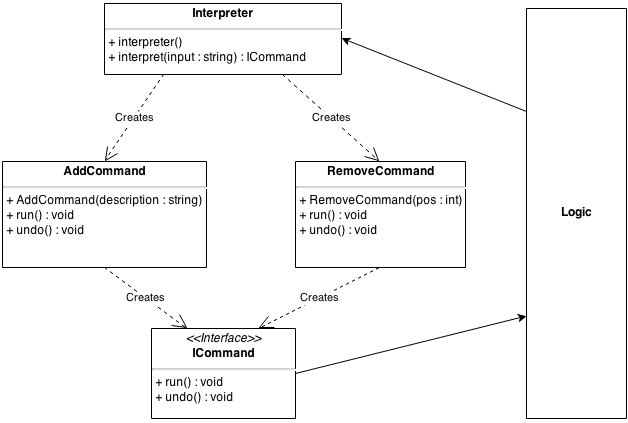 Interpreter
+ interpreter()
+ interpret(input : string) : ICommand
Creates
Creates
AddCommand
+ AddCommand(description : string)
+ run() : void
+ undo() : void
RemoveCommand
+ RemoveCommand(pos : int)
+ run() : void
+ undo() : void
Logic
Creates
Creates
<<Interface>>
ICommand
+ run() : void
+ undo() : void